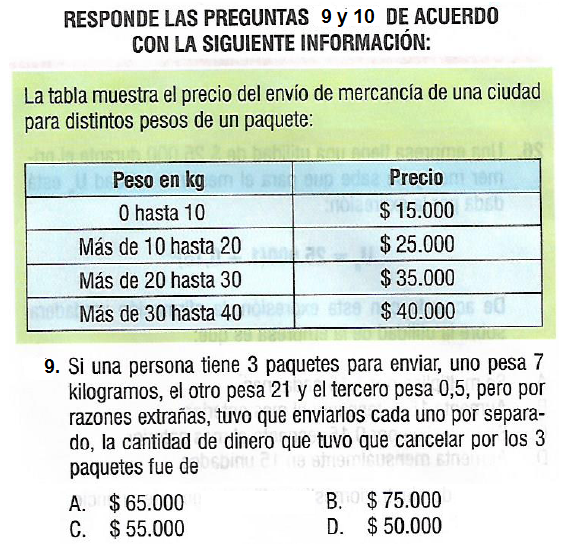 RESPONDE LAS PREGUNTAS 9 y 10 DE ACUERDO
CON LA SIGUIENTE INFORMACIÓN:
La tabla muestra el precio del envío de mercancía de una ciudad
para distintos pesos de un paquete:
Peso en kg Precio
0 hasta 10 $ 15.000
Más de 10 hasta 20 $ 25.000
Más de 20 hasta 30 $ 35.000
Más de 30 hasta 40 $ 40.000
9. Si una persona tiene 3 paquetes para enviar, uno pesa 7
kilogramos, el otro pesa 21 y el tercero pesa 0,5, pero por
razones extrañas, tuvo que enviarlos cada uno por separa-
do, la cantidad de dinero que tuvo que cancelar por los 3
paquetes fue de
A. $ 65.000 B. $ 75.000
C. $ 55.000 D. $ 50.000